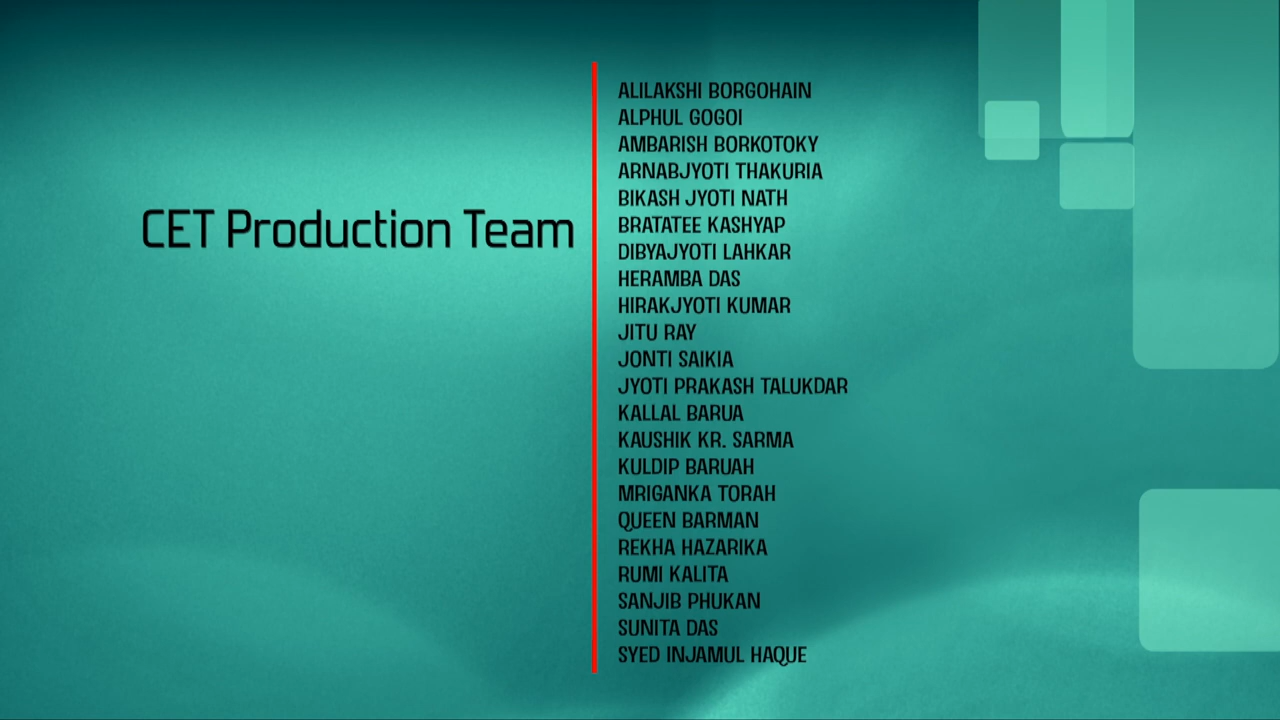 CET Production Team
ALILAKSHI BORGOHAIN
ALPHUL GOGOI
AMBARISH BORKOTOKY
ARNABJYOTI THAKURIA
BIKASH JYOTI NATH
BRATATEE KASHYAP
DIBYAJYOTI LAHKAR
HERAMBA DAS
HIRAKJYOTI KUMAR
JITU RAY
JONTI SAIKIA
JYOTI PRAKASH TALUKDAR
KALLAL BARUA
KAUSHIK KR. SARMA
KULDIP BARUAH
MRIGANKA TORAH
QUEEN BARMAN
REKHA HAZARIKA
RUMI KALITA
SANJIB PHUKAN
SUNITA DAS
SYED INJAMUL HAQUE